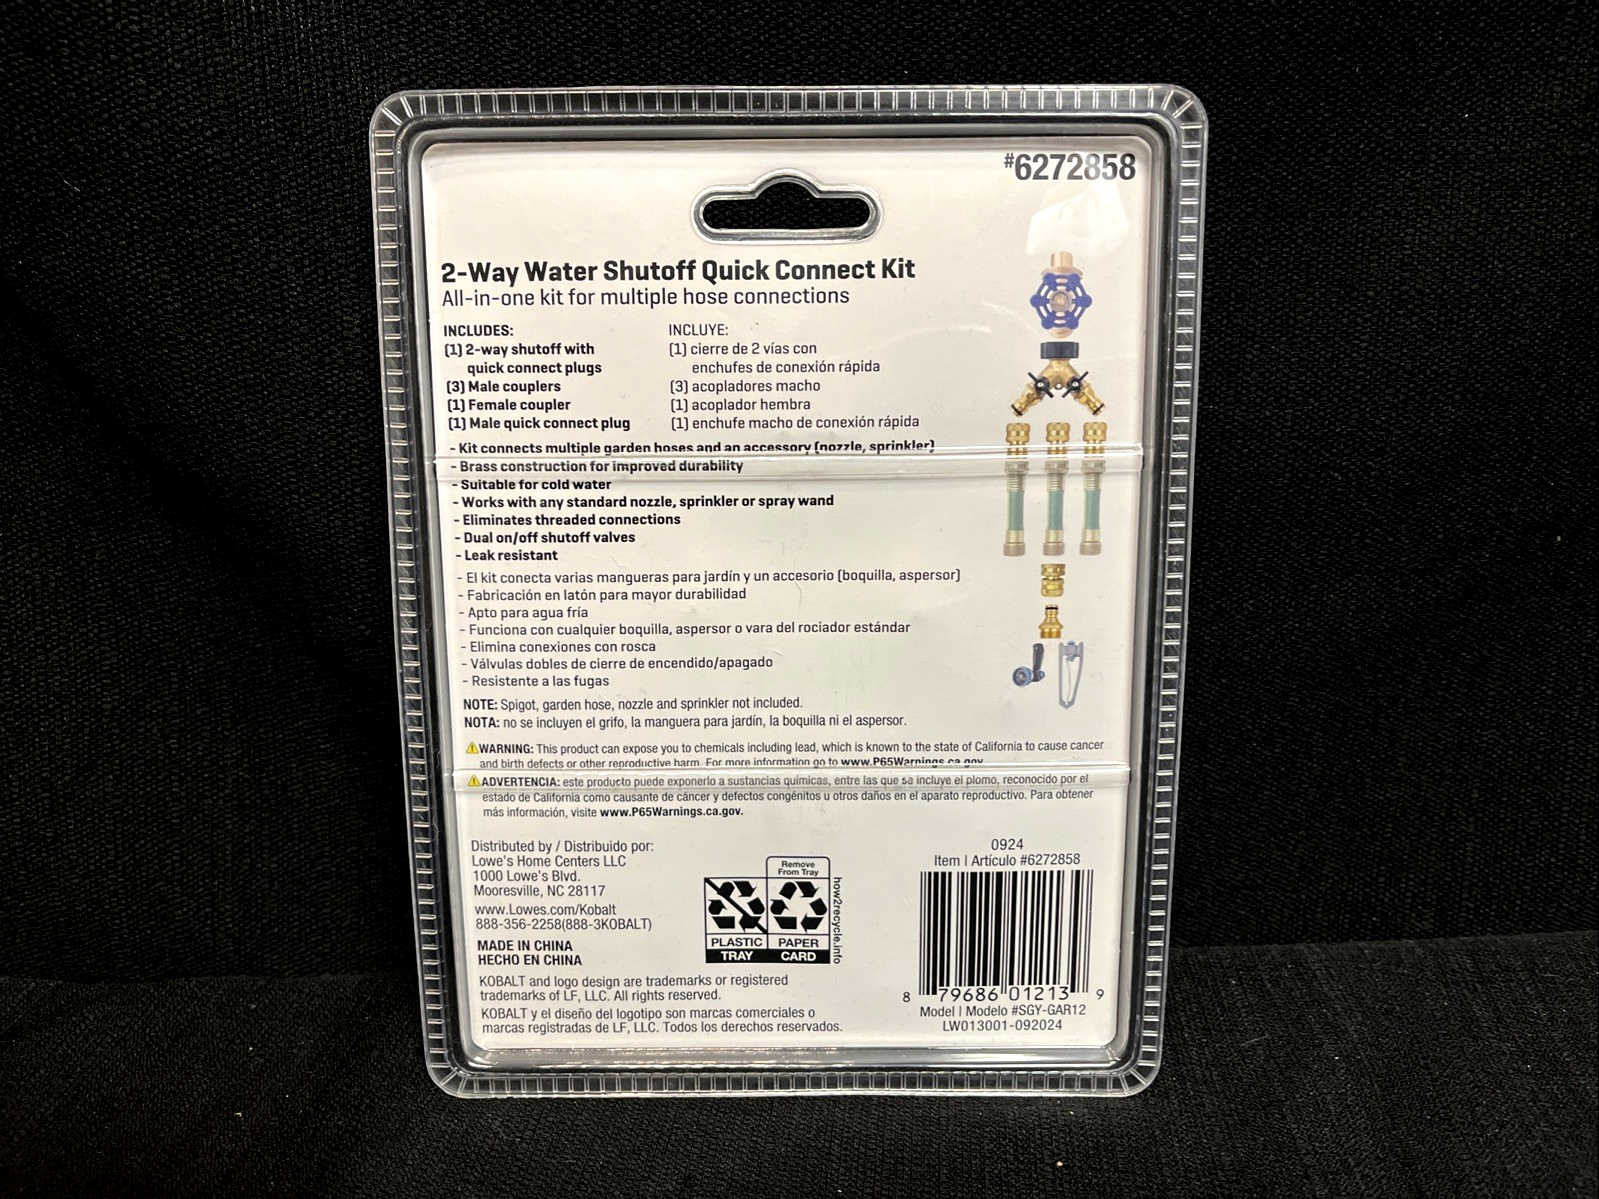 #6272858
2-Way Water Shutoff Quick Connect Kit
All-in-one kit for multiple hose connections
INCLUDES:
(1) 2-way shutoff with
quick connect plugs
(3) Male couplers
(1) Female coupler
(1) Male quick connect plug
INCLUYE:
(1) cierre de 2 vías con
enchufes de conexión rápida
(3) acopladores macho
(1) acoplador hembra
(1) enchufe macho de conexión rápida
- Kit connects multiple garden hoses and an accessory (nozzle, sprinkler)
- Brass construction for improved durability
- Suitable for cold water
- Works with any standard nozzle, sprinkler or spray wand
- Eliminates threaded connections
- Dual on/off shutoff valves
- Leak resistant
- El kit conecta varias mangueras para jardín y un accesorio (boquilla, aspersor)
- Fabricación en latón para mayor durabilidad
- Apto para agua fría
- Funciona con cualquier boquilla, aspersor o vara del rociador estándar
- Elimina conexiones con rosca
- Válvulas dobles de cierre de encendido/apagado
- Resistente a las fugas
NOTE: Spigot, garden hose, nozzle and sprinkler not included.
NOTA: no se incluyen el grifo, la manguera para jardín, la boquilla ni el aspersor.
⚠WARNING: This product can expose you to chemicals including lead, which is known to the state of California to cause cancer
and birth defects or other reproductive harm. For more information go to www.P65Warnings.ca.gov
⚠ADVERTENCIA: este producto puede exponerlo a sustancias químicas, entre las que se incluye el plomo, reconocido por el
estado de California como causante de cáncer y defectos congénitos u otros daños en el aparato reproductivo. Para obtener
más información, visite www.P65Warnings.ca.gov.
Distributed by / Distribuido por:
Lowe's Home Centers LLC
1000 Lowe's Blvd.
Mooresville, NC 28117
www.Lowes.com/Kobalt
888-356-2258(888-3KOBALT)
MADE IN CHINA
HECHO EN CHINA
KOBALT and logo design are trademarks or registered
trademarks of LF, LLC. All rights reserved.
KOBALT y el diseño del logotipo son marcas comerciales o
marcas registradas de LF, LLC. Todos los derechos reservados.
Remove
From Tray
PLASTIC
TRAY
PAPER
CARD
how2recycle.info
0924
Item | Artículo #6272858
8 79686 01213 9
Model | Modelo #SGY-GAR12
LW013001-092024